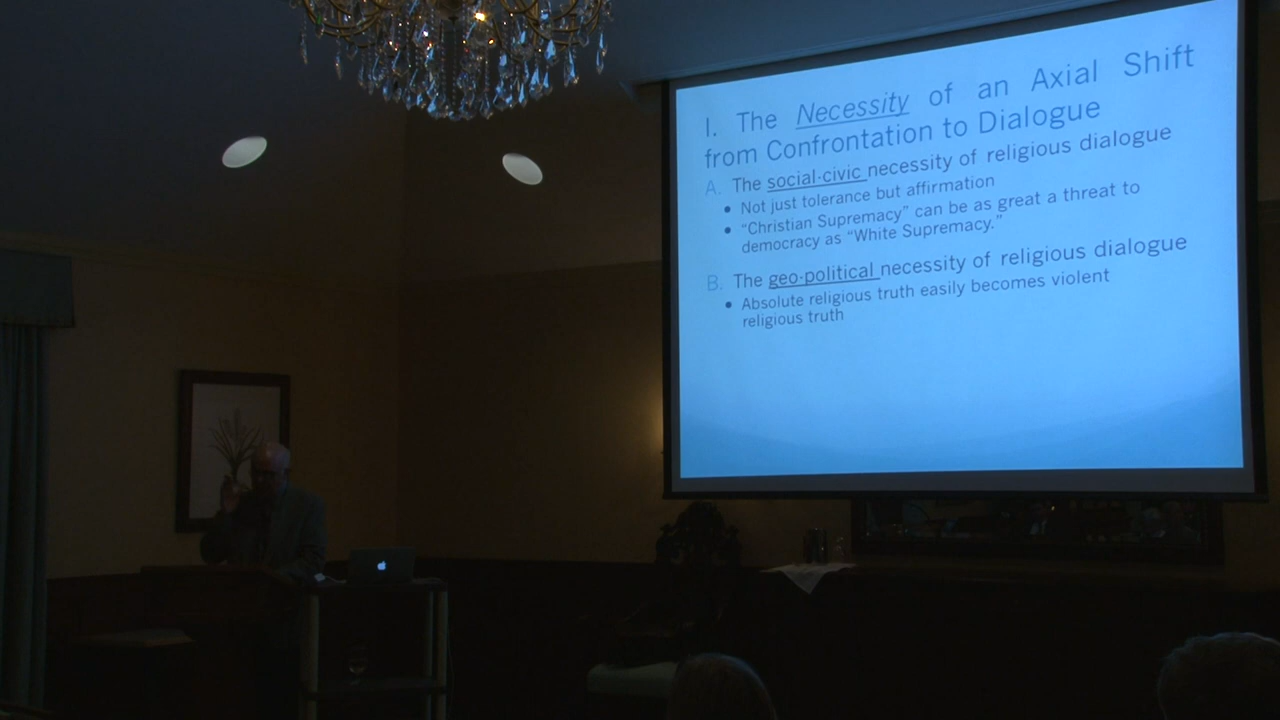 I. The Necessity of an Axial Shift
from Confrontation to Dialogue
A. The social-civic necessity of religious dialogue
• Not just tolerance but affirmation
• “Christian Supremacy” can be as great a threat to
democracy as “White Supremacy.”
B. The geo-political necessity of religious dialogue
• Absolute religious truth easily becomes violent
religious truth